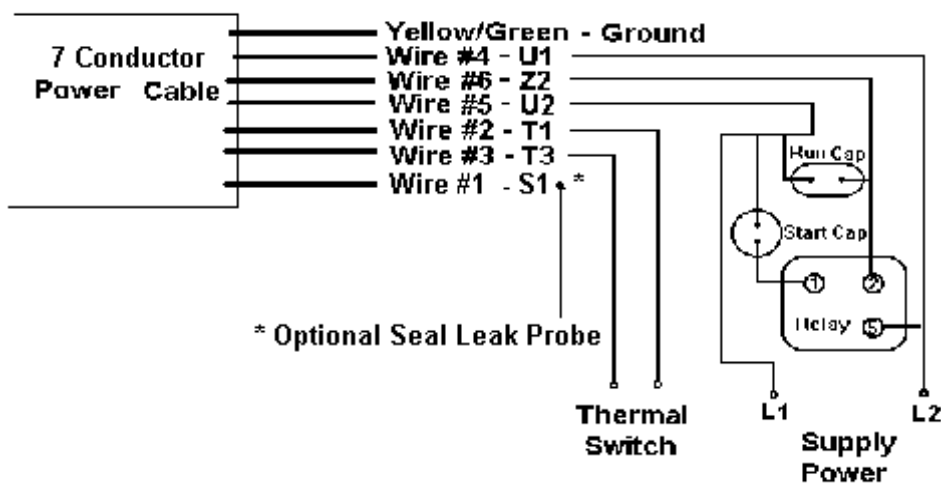 7 Conductor
Power Cable
Yellow/Green - Ground
Wire #4 - U1
Wire #6 - Z2
Wire #5 - U2
Wire #2 - T1
Wire #3 - T3
Wire #1 - S1 *
Run Cap
Start Cap
1
2
Relay
5
* Optional Seal Leak Probe
Thermal
Switch
L1
L2
Supply
Power